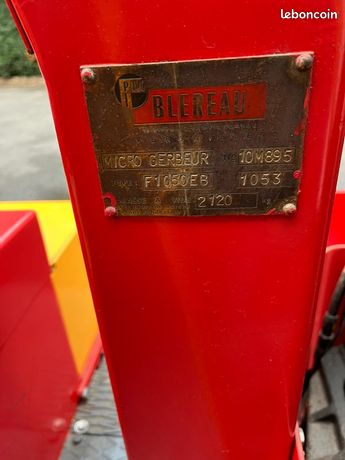 leboncoin
BLEREAU
MICRO GERBEUR 10M895
F1050EB 1053
2120